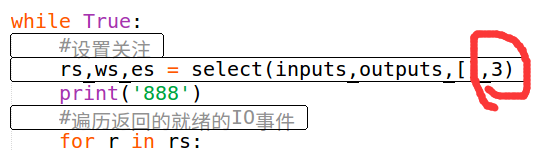 while True:
    #设置关注
    rs,ws,es = select(inputs,outputs,[],3)
    print('888')
    #遍历返回的就绪的IO事件
    for r in rs: